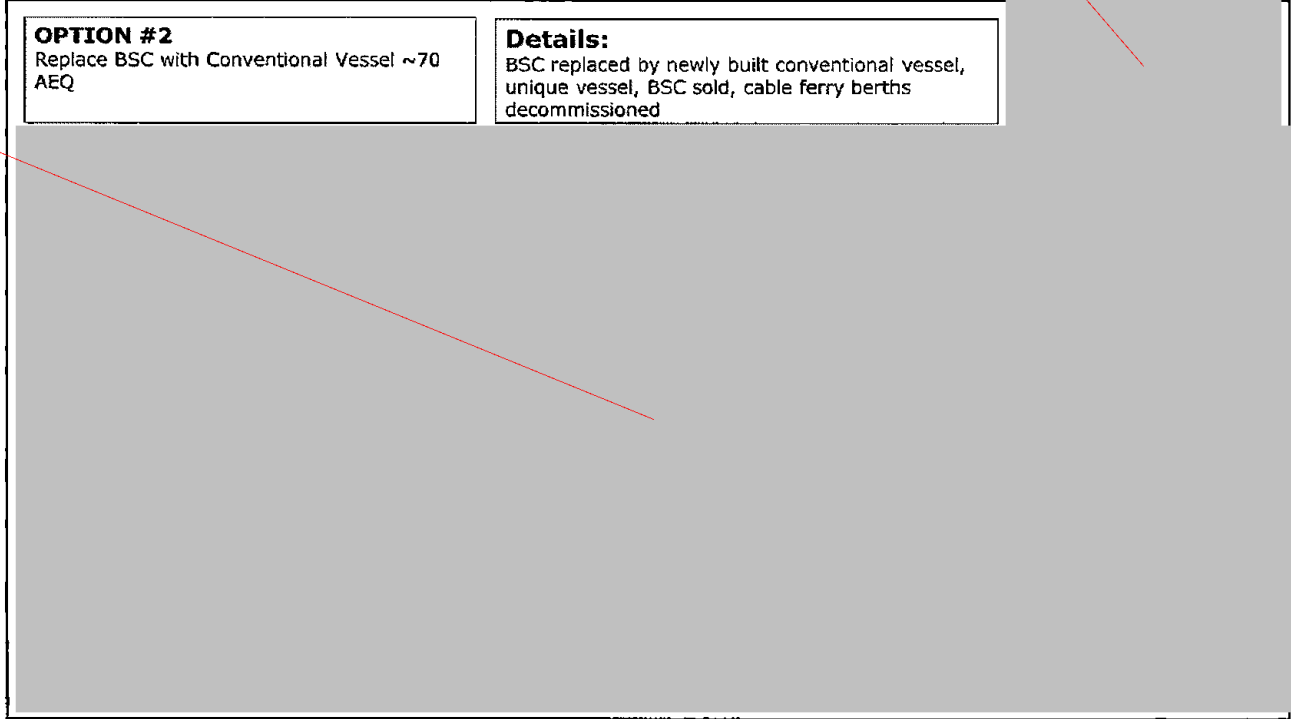 OPTION #2
Replace BSC with Conventional Vessel ~70
AEQ
Details:
BSC replaced by newly built conventional vessel,
unique vessel, BSC sold, cable ferry berths
decommissioned